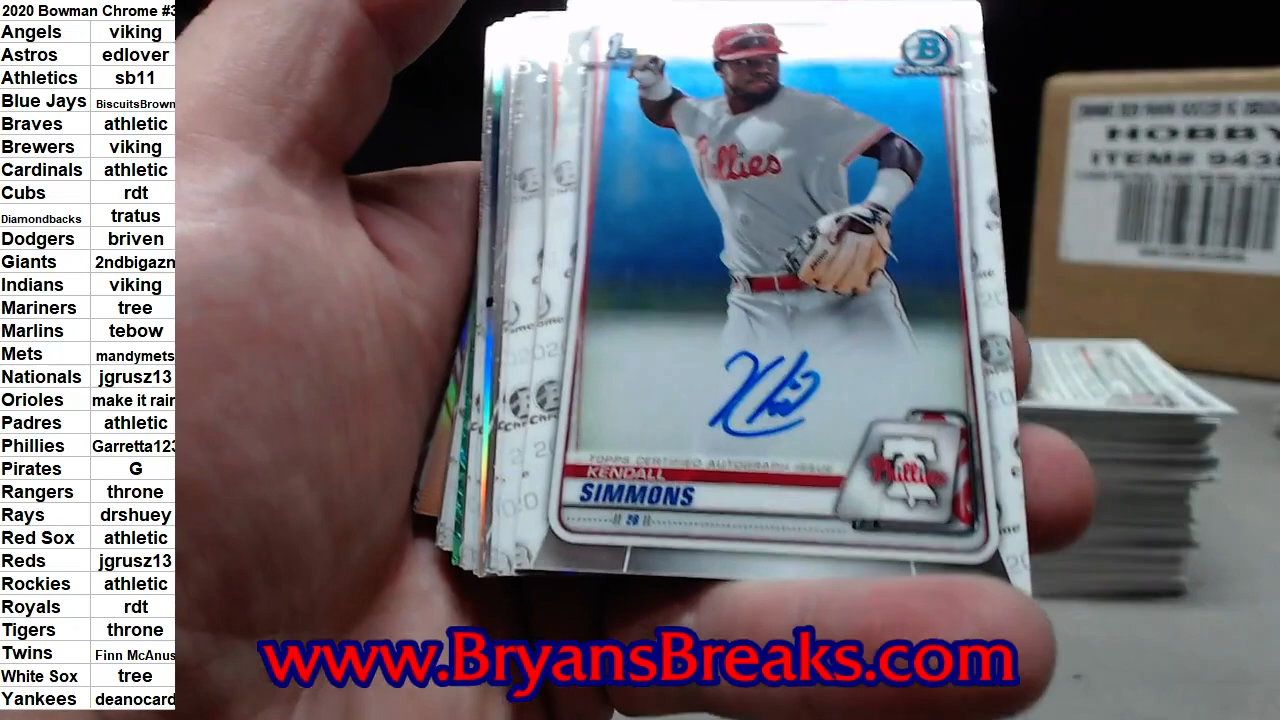 2020 Bowman Chrome #3
Angels viking
Astros edlover
Athletics sb11
Blue Jays BiscuitsBrown
Braves athletic
Brewers viking
Cardinals athletic
Cubs rdt
Diamondbacks tratus
Dodgers briven
Giants 2ndbigazn
Indians viking
Mariners tree
Marlins tebow
Mets mandymets
Nationals jgrusz13
Orioles make it rain
Padres athletic
Phillies Garretta123
Pirates G
Rangers throne
Rays drshuey
Red Sox athletic
Reds jgrusz13
Rockies athletic
Royals rdt
Tigers throne
Twins Finn McAnus
White Sox tree
Yankees deanocard
1st
B
Chrome
Phillies
TOPPS CERTIFIED AUTOGRAPH ISSUE
KENDALL
SIMMONS
Phillies
HOBBY
ITEM# 943
www.BryansBreaks.com